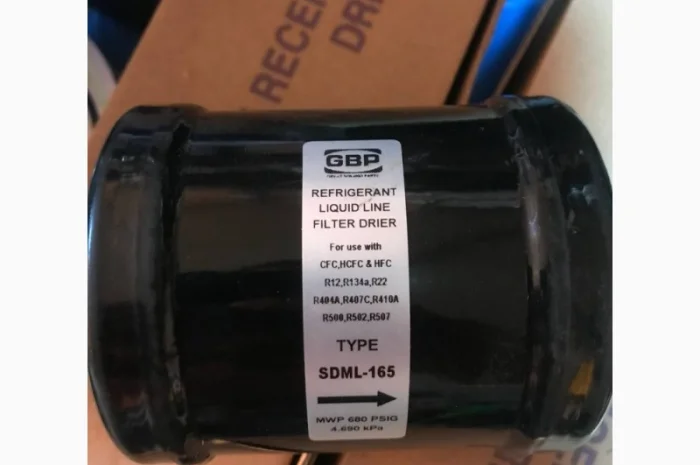 RECE
DRI
GBP
REFRIGERANT
LIQUID LINE
FILTER DRIER
For use with
CFC,HCFC & HFC
R12,R134a,R22
R404A,R407C,R410A
R500,R502,R507
TYPE
SDML-165
MWP 680 PSIG
4.690 kPa